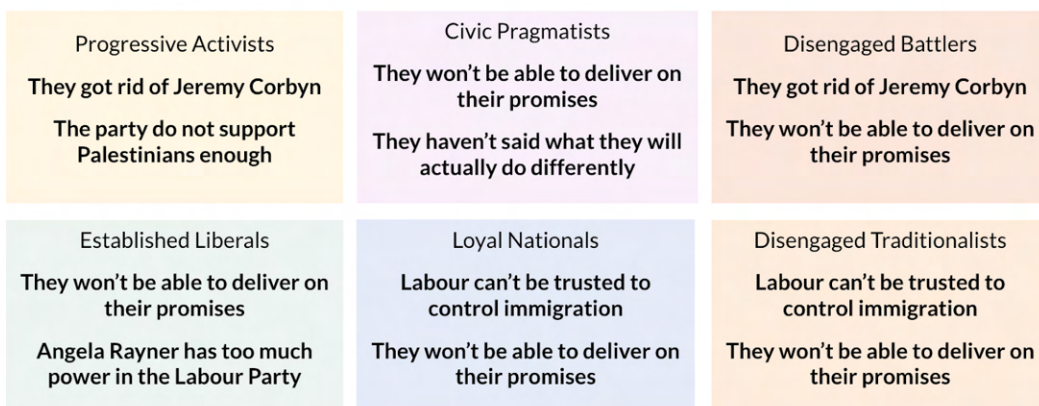 Progressive Activists
They got rid of Jeremy Corbyn
The party do not support
Palestinians enough
Civic Pragmatists
They won't be able to deliver on
their promises
They haven't said what they will
actually do differently
Disengaged Battlers
They got rid of Jeremy Corbyn
They won't be able to deliver on
their promises
Established Liberals
They won't be able to deliver on
their promises
Angela Rayner has too much
power in the Labour Party
Loyal Nationals
Labour can't be trusted to
control immigration
They won't be able to deliver on
their promises
Disengaged Traditionalists
Labour can't be trusted to
control immigration
They won't be able to deliver on
their promises